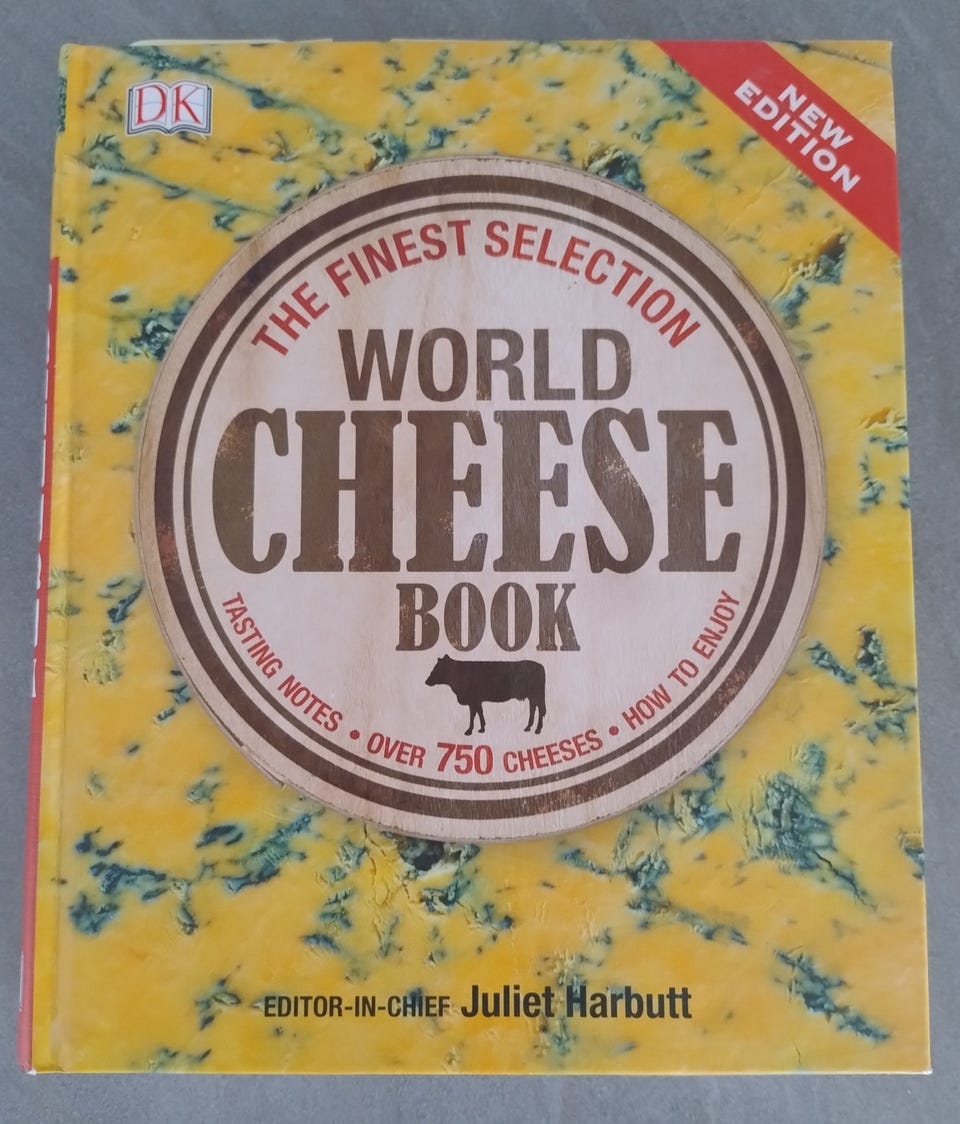 DK
NEW
EDITION
THE FINEST SELECTION
WORLD
CHEESE
BOOK
TASTING NOTES • OVER 750 CHEESES • HOW TO ENJOY
EDITOR-IN-CHIEF Juliet Harbutt